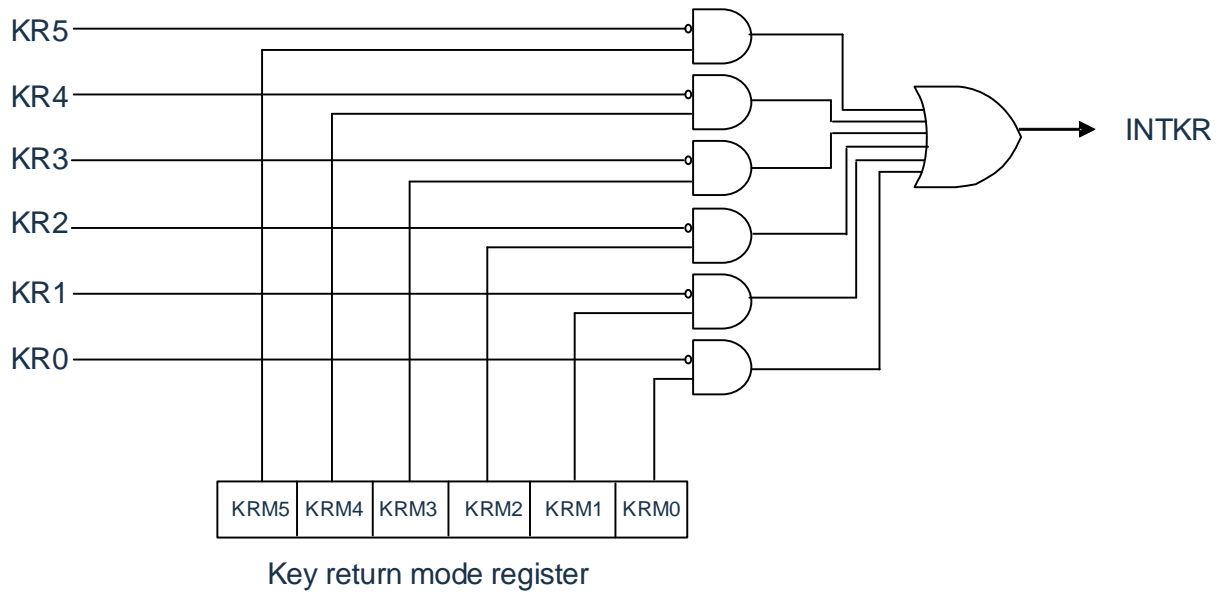 KR5
KR4
INTKR
KR3
KR2
KR1
KR0
KRM5 KRM4 KRM3 KRM2 KRM1 KRM0
Key return mode register